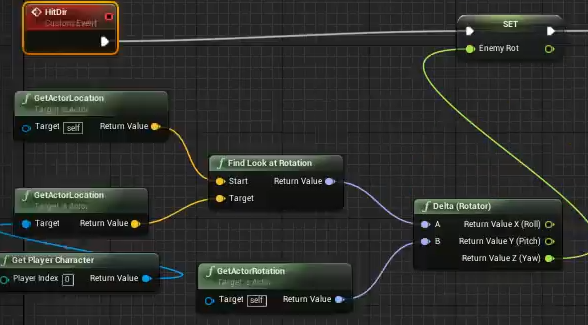 HitDir
Custom Event
SET
Enemy Rot
f GetActorLocation
Target is Actor
Target self Return Value
f Find Look at Rotation
Start Return Value
Target
f GetActorLocation
Target is Actor
Target Return Value
f Delta (Rotator)
A Return Value X (Roll)
B Return Value Y (Pitch)
Return Value Z (Yaw)
f Get Player Character
Player Index 0 Return Value
f GetActorRotation
Target is Actor
Target self Return Value